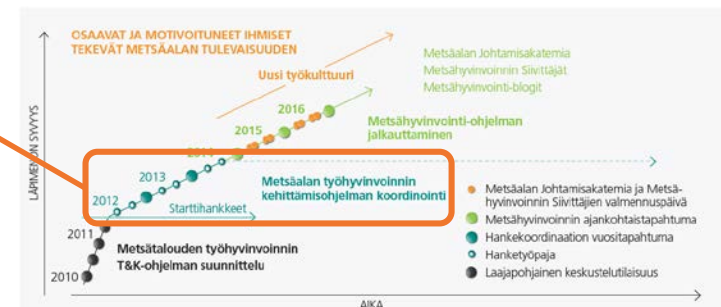 OSAAVAT JA MOTIVOITUNEET IHMISET
TEKEVÄT METSÄALAN TULEVAISUUDEN
Uusi työkulttuuri
Metsäalan Johtamisakatemia
Metsähyvinvoinnin Siivittäjät
Metsähyvinvointi-blogit
2016
2015
Metsähyvinvointi-ohjelman
jalkauttaminen
2013
2012
Metsäalan työhyvinvoinnin
kehittämisohjelman koordinointi
Starttihankkeet
2011
2010
Metsätalouden työhyvinvoinnin
T&K-ohjelman suunnittelu
Metsäalan Johtamisakatemia ja Metsä-
hyvinvoinnin Siivittäjien valmennuspäivä
Metsähyvinvoinnin ajankohtaistapahtuma
Hankekoordinaation vuositapahtuma
Hanketyöpaja
Laajapohjainen keskustelutilaisuus
LÄPIMENON SYVYYS
AIKA